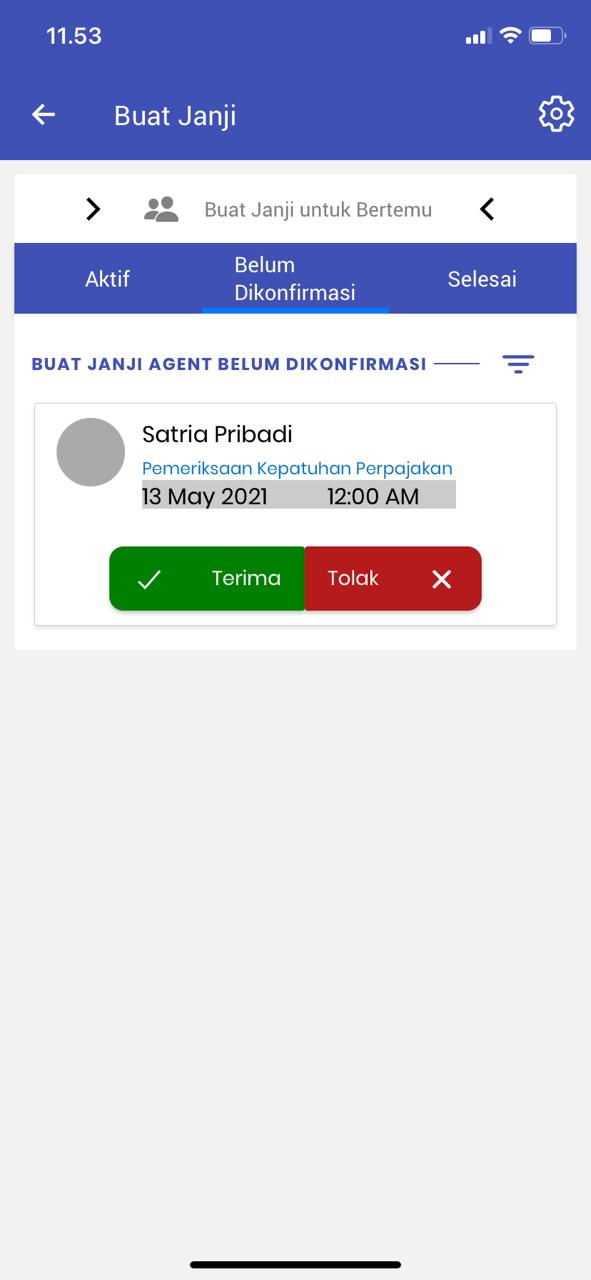 11.53
Buat Janji
Buat Janji untuk Bertemu
Aktif
Belum
Dikonfirmasi
Selesai
BUAT JANJI AGENT BELUM DIKONFIRMASI
Satria Pribadi
Pemeriksaan Kepatuhan Perpajakan
13 May 2021 12:00 AM
Terima Tolak